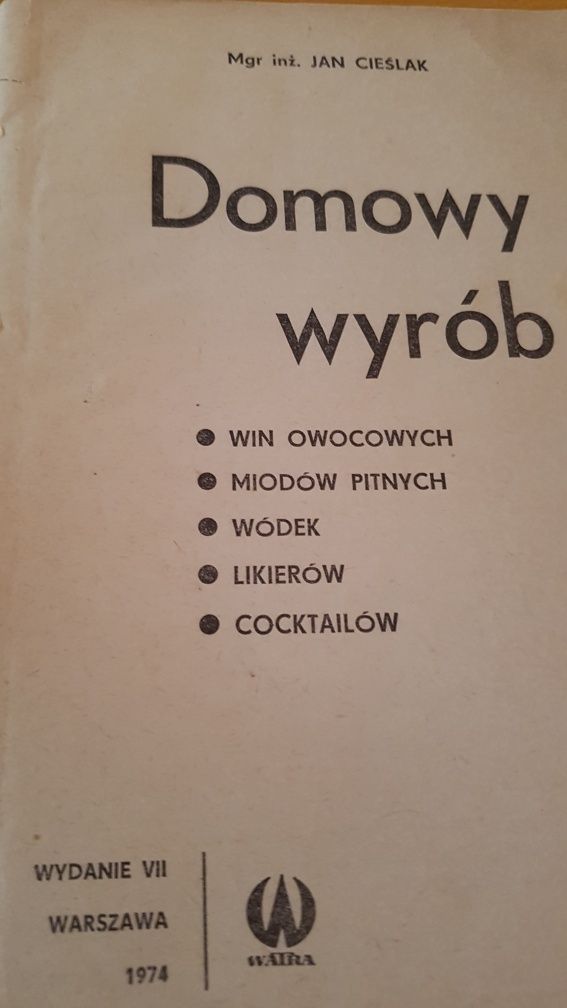 Mgr inż. JAN CIEŚLAK
Domowy
wyrób
● WIN OWOCOWYCH
● MIODÓW PITNYCH
● WÓDEK
● LIKIERÓW
● COCKTAILÓW
WYDANIE VII
WARSZAWA
1974
WATRA